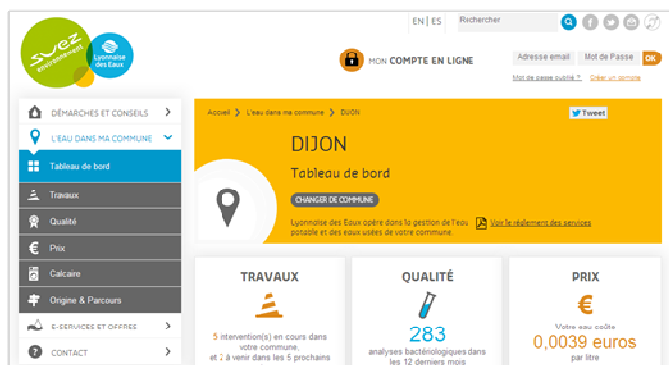 EN | ES
Rechercher
suez
environnement
Lyonnaise
des Eaux
MON COMPTE EN LIGNE
Adresse email
Mot de Passe
OK
Mot de passe oublié ?
Créer un compte
DÉMARCHES ET CONSEILS
L'EAU DANS MA COMMUNE
Tableau de bord
Travaux
Qualité
Prix
Calcaire
Origine & Parcours
E-SERVICES ET OFFRES
CONTACT
Accueil > L'eau dans ma commune > DIJON
Tweet
DIJON
Tableau de bord
CHANGER DE COMMUNE
Lyonnaise des Eaux opère dans la gestion de l'eau
potable et des eaux usées de votre commune.
Voir le réglement des services
TRAVAUX
5 intervention(s) en cours dans
votre commune,
et 2 à venir dans les 5 prochains
QUALITÉ
283
analyses bactériologiques dans
les 12 derniers mois
PRIX
Votre eau coûte
0,0039 euros
par litre